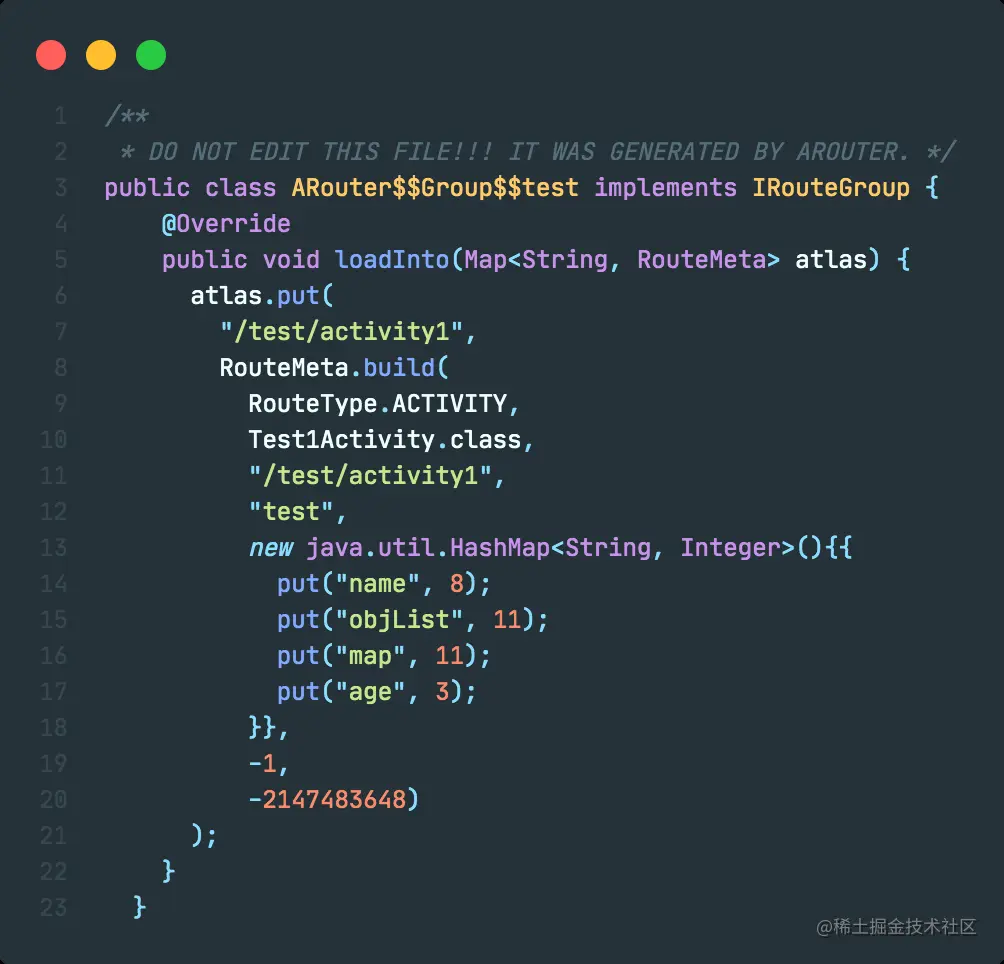 1 /**
2 * DO NOT EDIT THIS FILE!!! IT WAS GENERATED BY AROUTER. */
3 public class ARouter$$Group$$test implements IRouteGroup {
4 @Override
5 public void loadInto(Map<String, RouteMeta> atlas) {
6 atlas.put(
7 "/test/activity1",
8 RouteMeta.build(
9 RouteType.ACTIVITY,
10 Test1Activity.class,
11 "/test/activity1",
12 "test",
13 new java.util.HashMap<String, Integer>(){{
14 put("name", 8);
15 put("objList", 11);
16 put("map", 11);
17 put("age", 3);
18 }},
19 -1,
20 -2147483648)
21 );
22 }
23 }
@稀土掘金技术社区